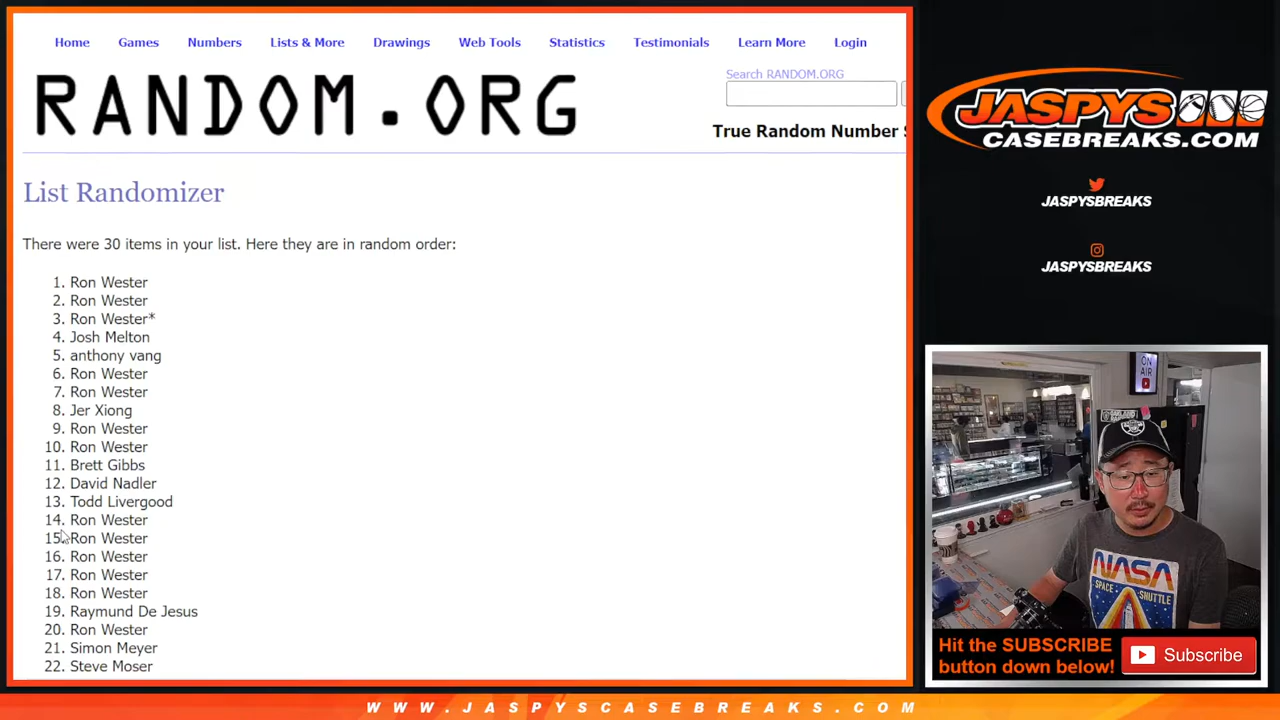 Home Games Numbers Lists & More Drawings Web Tools Statistics Testimonials Learn More Login
RANDOM.ORG
Search RANDOM.ORG
True Random Number S
List Randomizer
There were 30 items in your list. Here they are in random order:
1. Ron Wester
2. Ron Wester
3. Ron Wester*
4. Josh Melton
5. anthony vang
6. Ron Wester
7. Ron Wester
8. Jer Xiong
9. Ron Wester
10. Ron Wester
11. Brett Gibbs
12. David Nadler
13. Todd Livergood
14. Ron Wester
15. Ron Wester
16. Ron Wester
17. Ron Wester
18. Ron Wester
19. Raymund De Jesus
20. Ron Wester
21. Simon Meyer
22. Steve Moser
JASPYS
CASEBREAKS.COM
JASPYSBREAKS
JASPYSBREAKS
ON
AIR
NASA
SPACE SHUTTLE
Hit the SUBSCRIBE
button down below!
Subscribe
WWW.JASPYSCASEBREAKS.COM